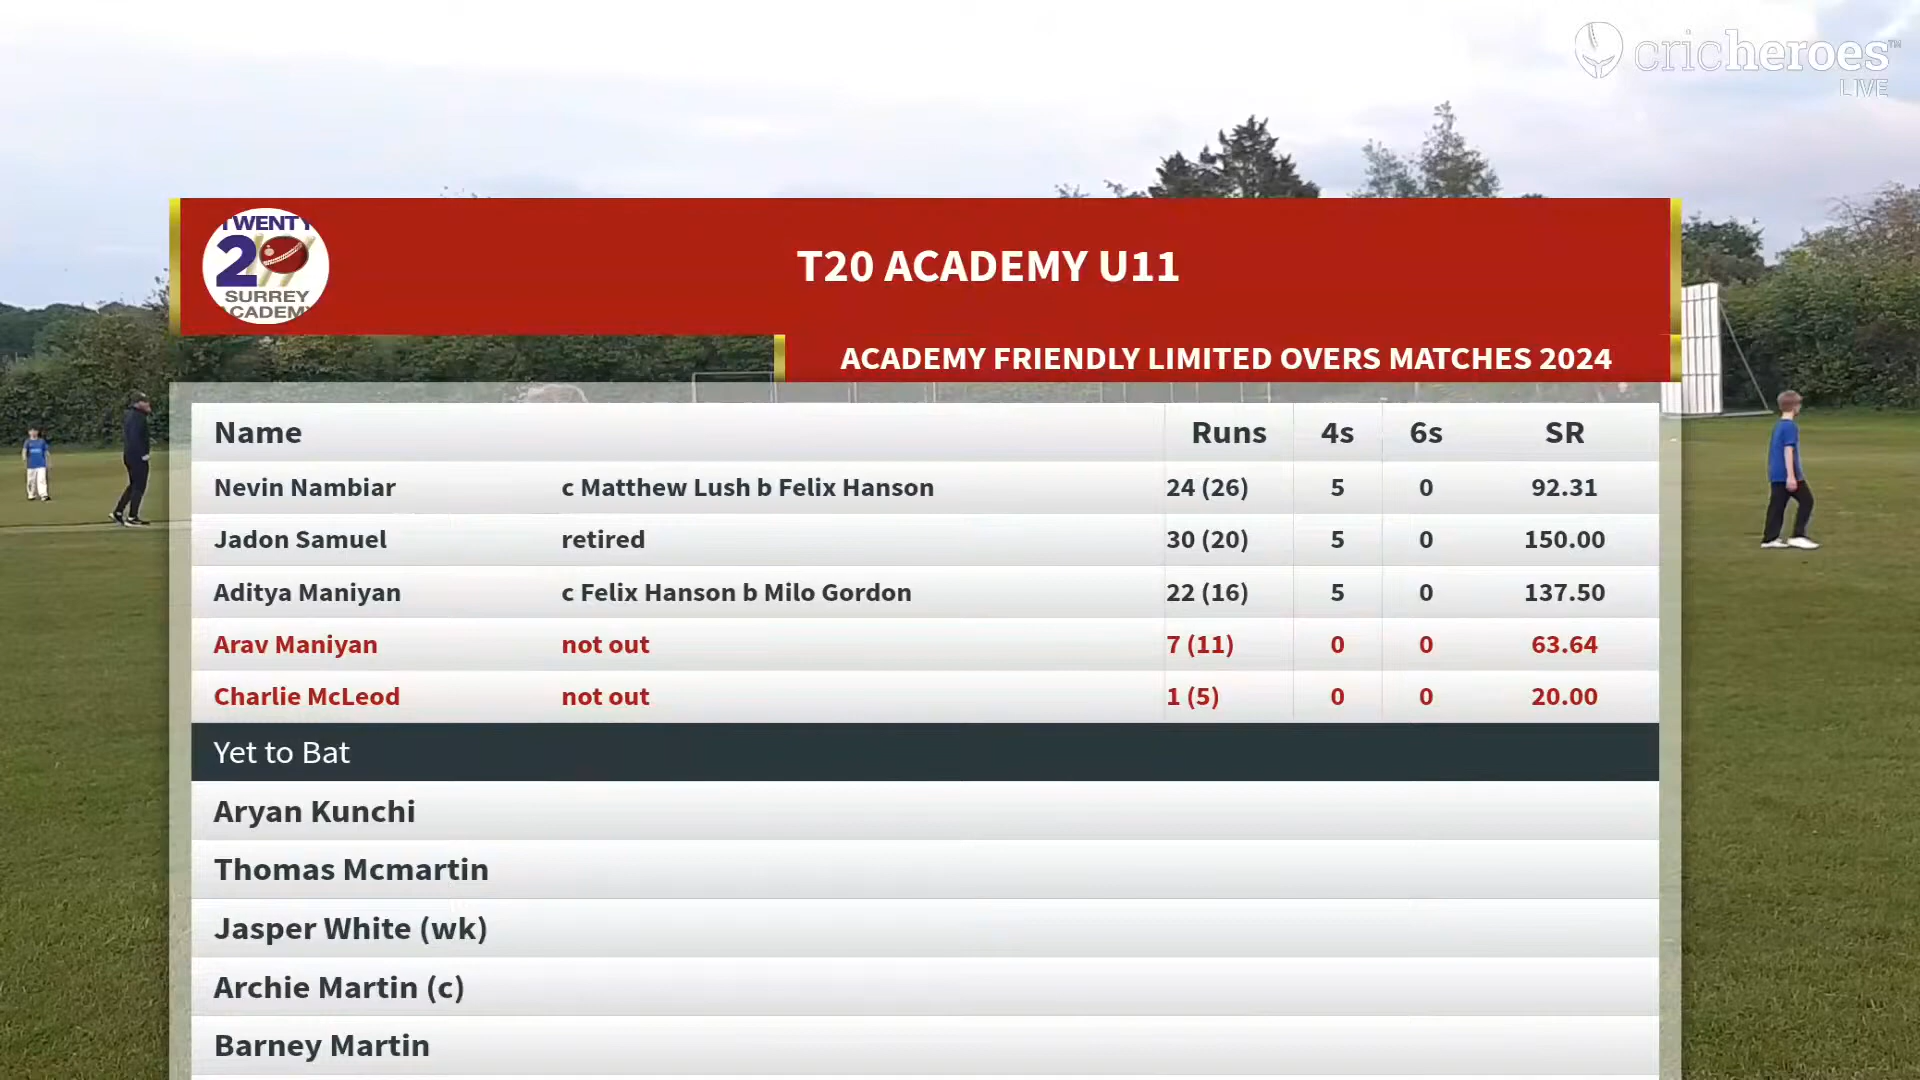 cricheroes™
LIVE
TWENTY
20
SURREY
ACADEMY
T20 ACADEMY U11
ACADEMY FRIENDLY LIMITED OVERS MATCHES 2024
Name Runs 4s 6s SR
Nevin Nambiar c Matthew Lush b Felix Hanson 24 (26) 5 0 92.31
Jadon Samuel retired 30 (20) 5 0 150.00
Aditya Maniyan c Felix Hanson b Milo Gordon 22 (16) 5 0 137.50
Arav Maniyan not out 7 (11) 0 0 63.64
Charlie McLeod not out 1 (5) 0 0 20.00
Yet to Bat
Aryan Kunchi
Thomas Mcmartin
Jasper White (wk)
Archie Martin (c)
Barney Martin